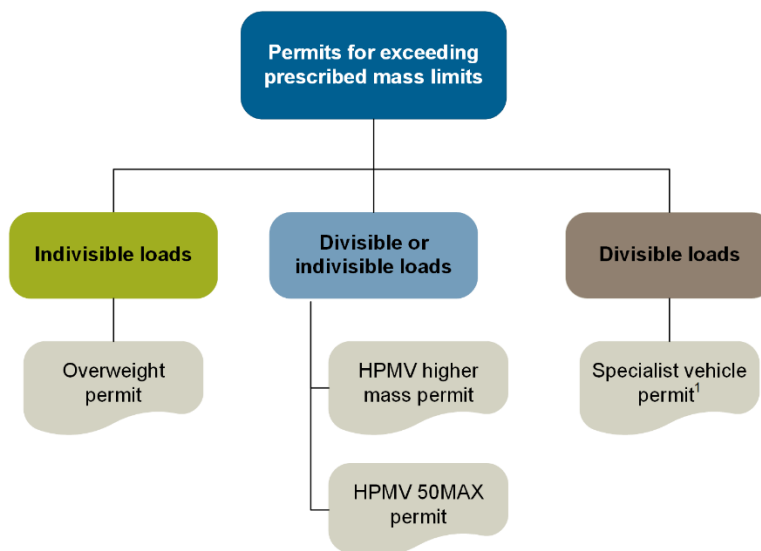 Permits for exceeding
prescribed mass limits
Indivisible loads
Divisible or
indivisible loads
Divisible loads
Overweight
permit
HPMV higher
mass permit
Specialist vehicle
permit¹
HPMV 50MAX
permit